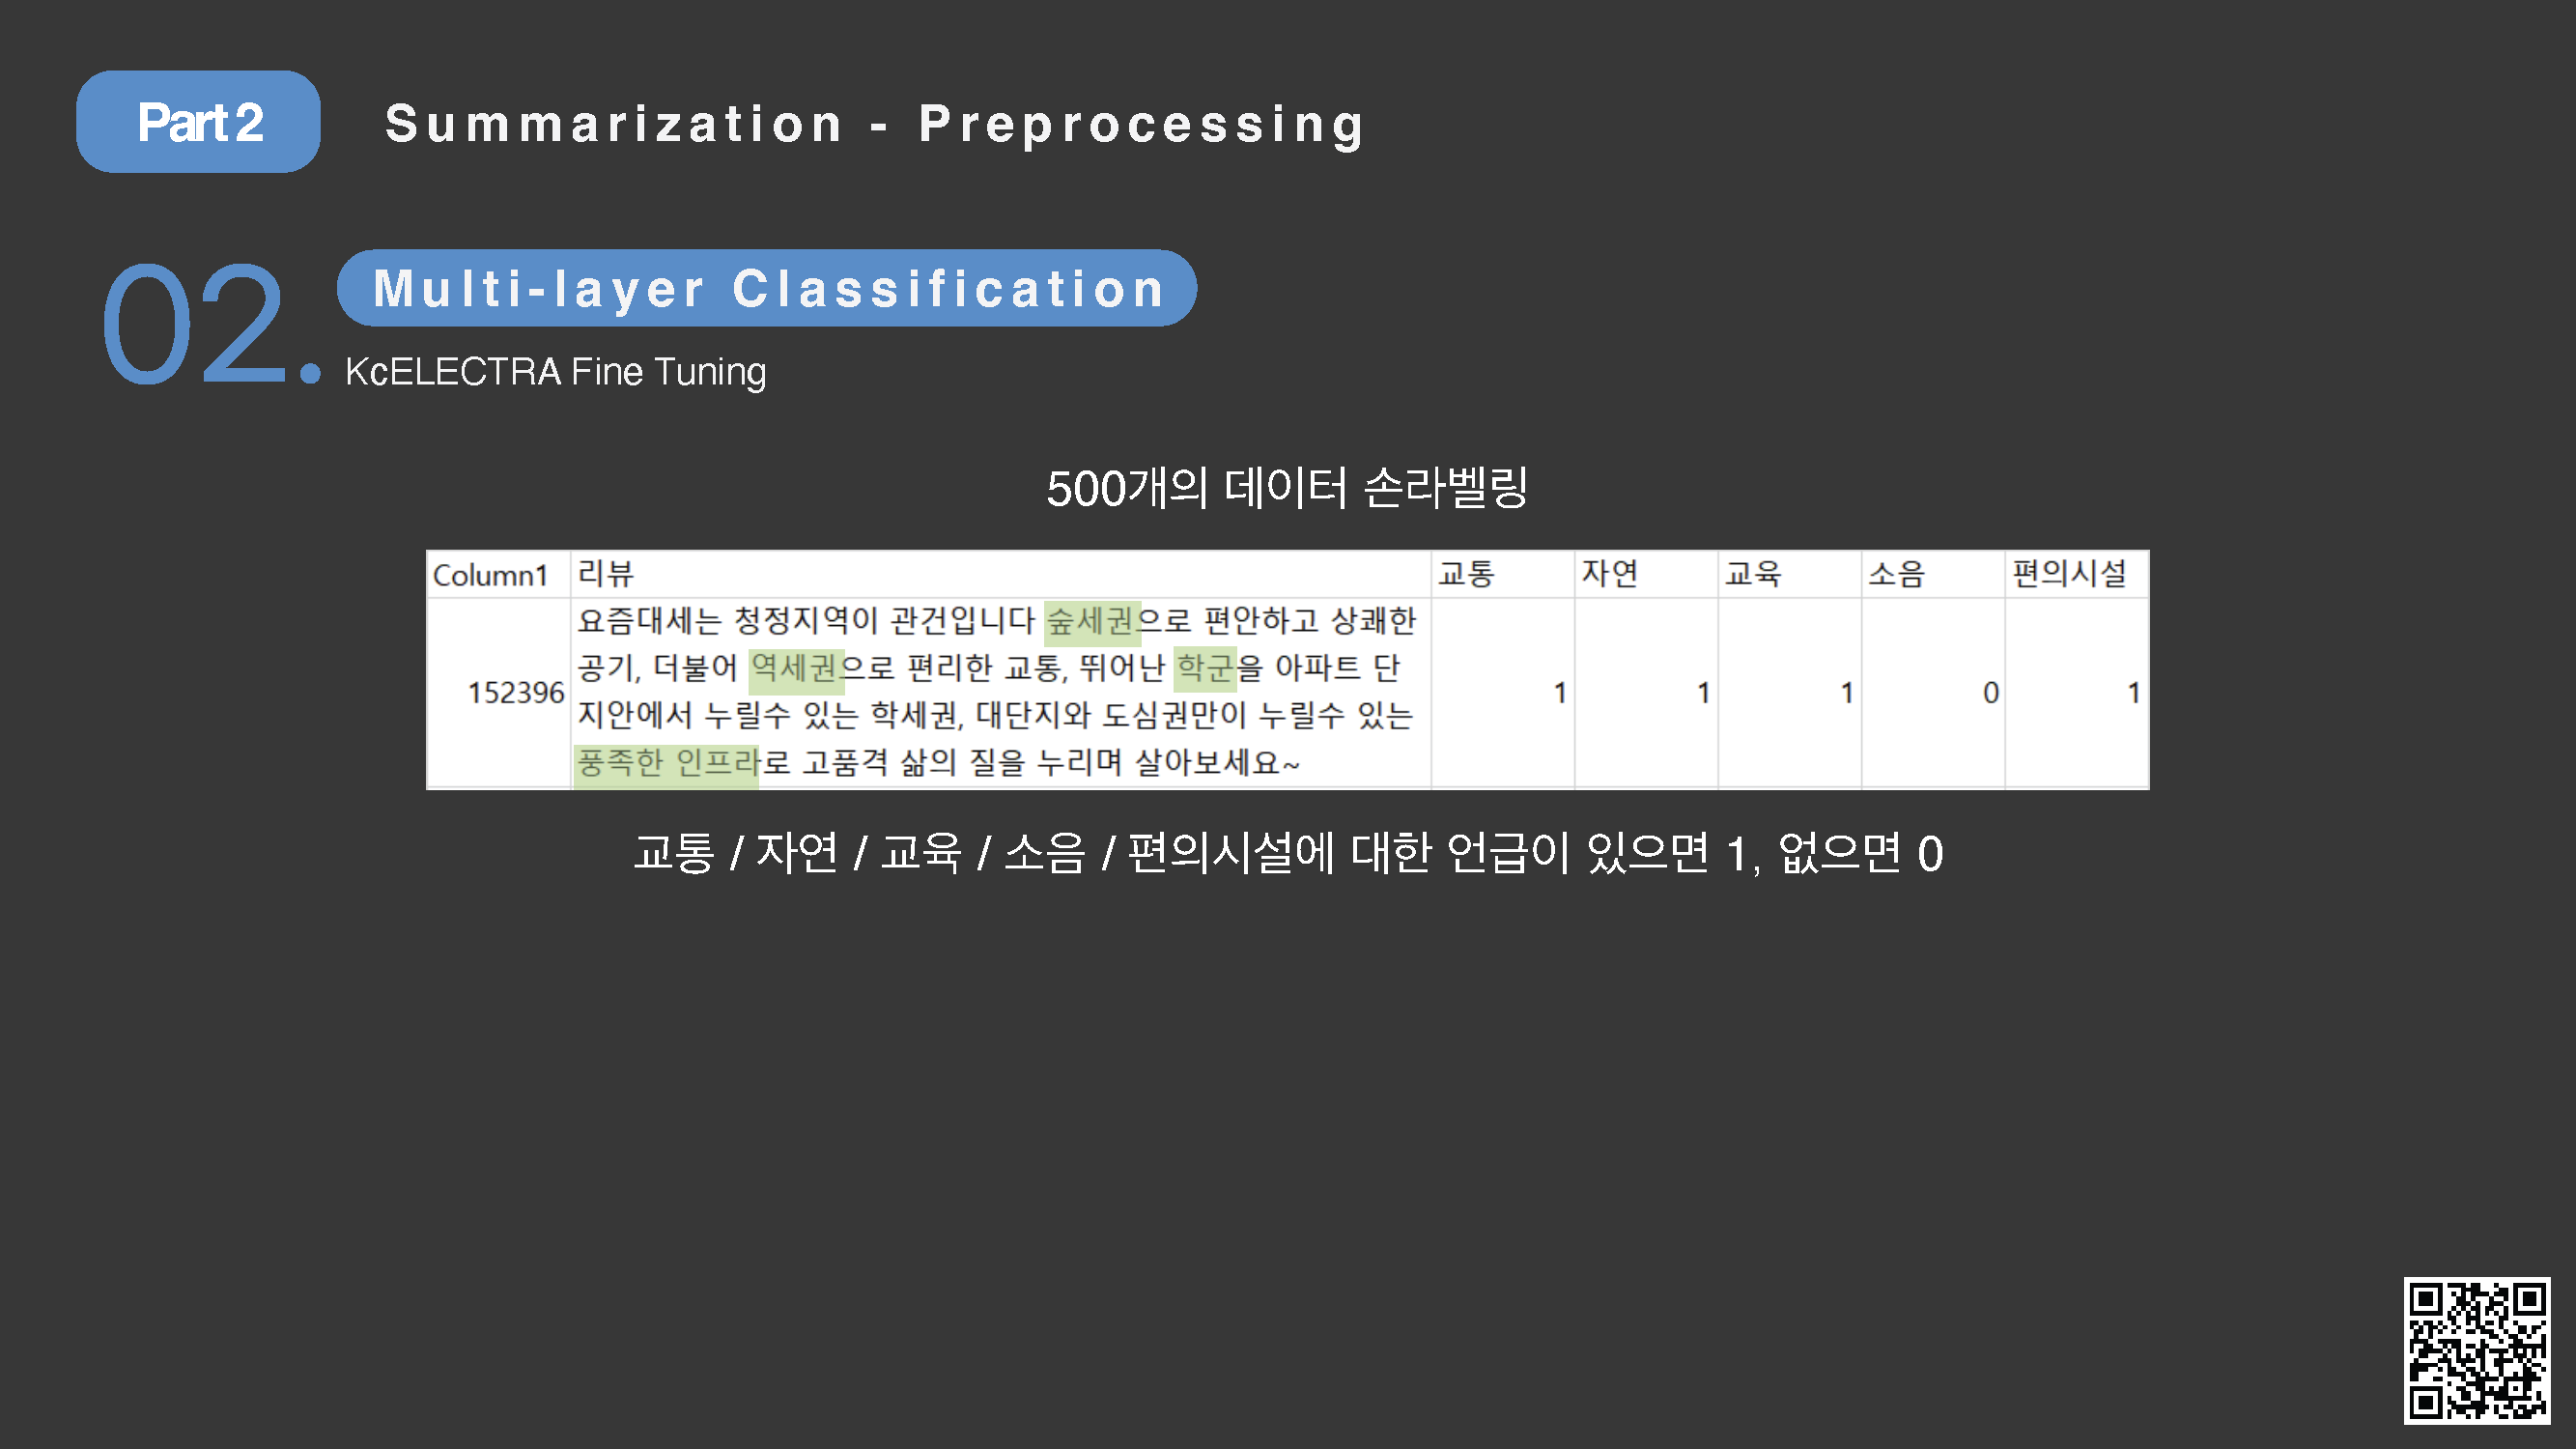 Part 2
Summarization - Preprocessing
02.
Multi-layer Classification
KcELECTRA Fine Tuning
500개의 데이터 손라벨링
Column1 리뷰 교통 자연 교육 소음 편의시설
요즘대세는 청정지역이 관건입니다 숲세권으로 편안하고 상쾌한
공기, 더불어 역세권으로 편리한 교통, 뛰어난 학군을 아파트 단
152396 1 1 1 0 1
지안에서 누릴수 있는 학세권, 대단지와 도심권만이 누릴수 있는
풍족한 인프라로 고품격 삶의 질을 누리며 살아보세요~
교통 / 자연 / 교육 / 소음 / 편의시설에 대한 언급이 있으면 1, 없으면 0